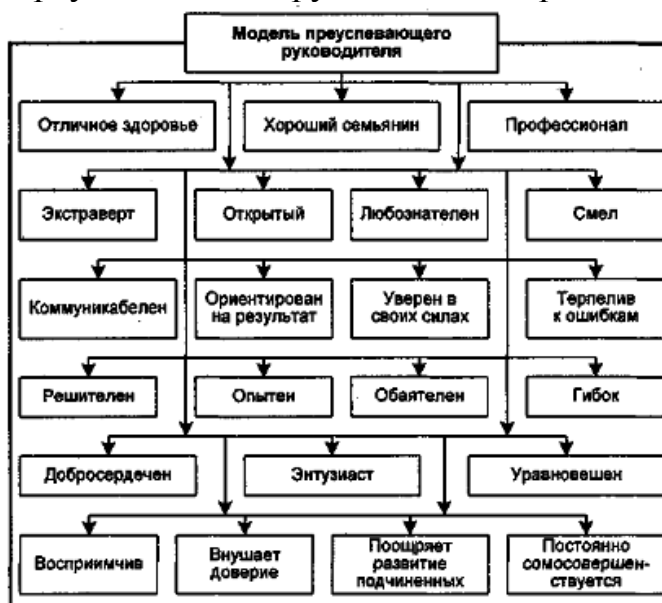 Модель преуспевающего
руководителя
Отличное здоровье
Хороший семьянин
Профессионал
Экстраверт
Открытый
Любознателен
Смел
Коммуникабелен
Ориентирован
на результат
Уверен в
своих силах
Терпелив
к ошибкам
Решителен
Опытен
Обаятелен
Гибок
Добросердечен
Энтузиаст
Уравновешен
Восприимчив
Внушает
доверие
Поощряет
развитие
подчиненных
Постоянно
сомосовершен-
ствуется